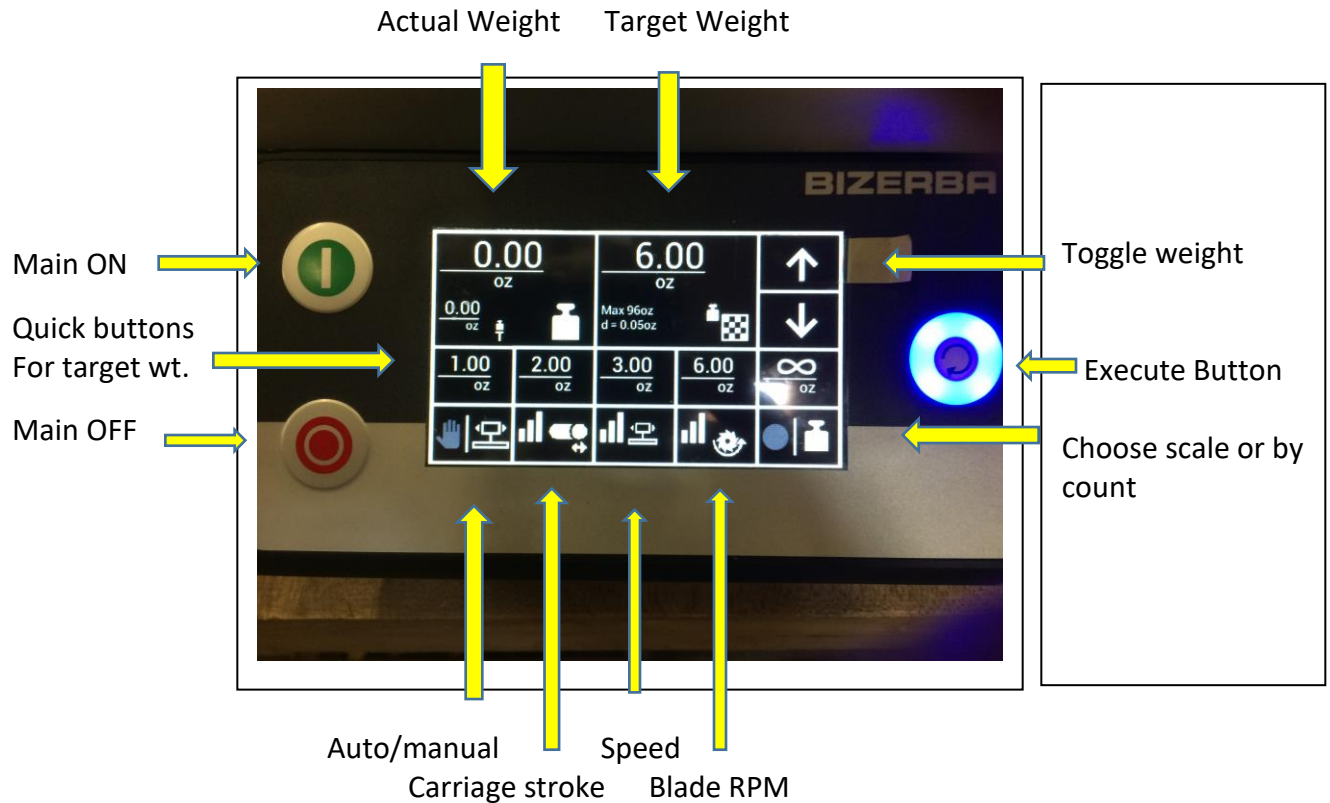 Actual Weight Target Weight
BIZERBA
Main ON
Quick buttons
For target wt.
Main OFF
0.00
oz
0.00
oz
6.00
oz
Max 96oz
d = 0.05oz
1.00
oz
2.00
oz
3.00
oz
6.00
oz
∞
oz
Toggle weight
Execute Button
Choose scale or by
count
Auto/manual Speed
Carriage stroke Blade RPM